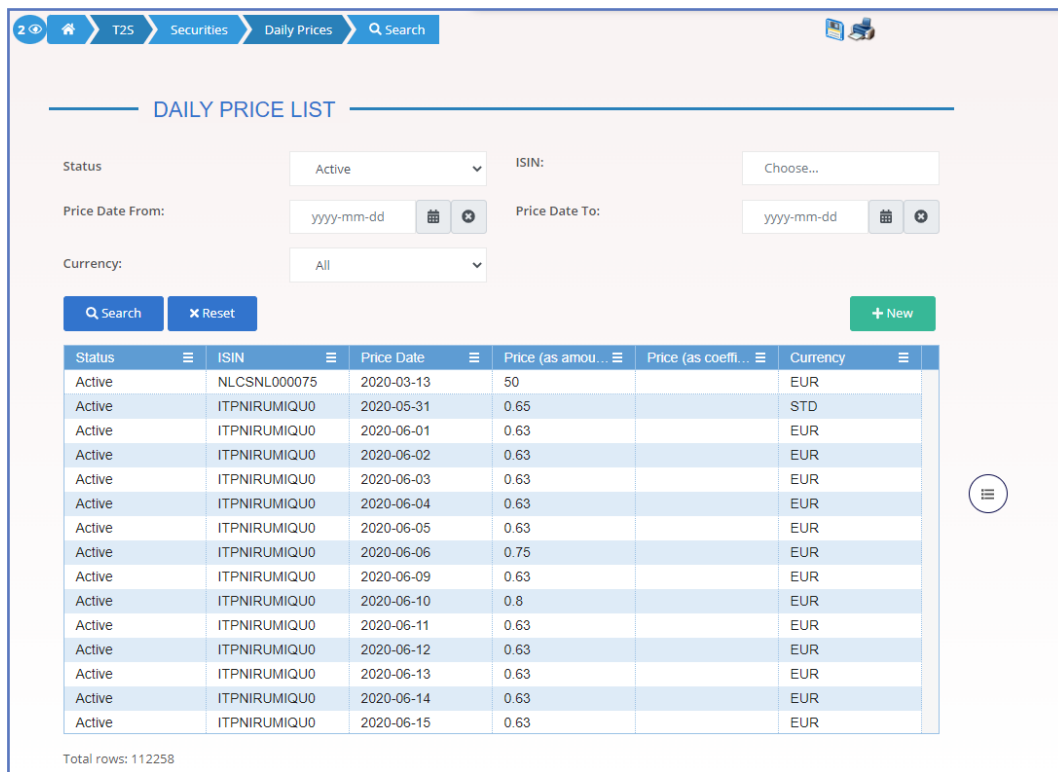 2 T2S Securities Daily Prices Search
DAILY PRICE LIST
Status Active ISIN: Choose...
Price Date From: yyyy-mm-dd Price Date To: yyyy-mm-dd
Currency: All
Search Reset New
Status ISIN Price Date Price (as amou... Price (as coeffi... Currency
Active NLCSNL000075 2020-03-13 50 EUR
Active ITPNIRUMIQU0 2020-05-31 0.65 STD
Active ITPNIRUMIQU0 2020-06-01 0.63 EUR
Active ITPNIRUMIQU0 2020-06-02 0.63 EUR
Active ITPNIRUMIQU0 2020-06-03 0.63 EUR
Active ITPNIRUMIQU0 2020-06-04 0.63 EUR
Active ITPNIRUMIQU0 2020-06-05 0.63 EUR
Active ITPNIRUMIQU0 2020-06-06 0.75 EUR
Active ITPNIRUMIQU0 2020-06-09 0.63 EUR
Active ITPNIRUMIQU0 2020-06-10 0.8 EUR
Active ITPNIRUMIQU0 2020-06-11 0.63 EUR
Active ITPNIRUMIQU0 2020-06-12 0.63 EUR
Active ITPNIRUMIQU0 2020-06-13 0.63 EUR
Active ITPNIRUMIQU0 2020-06-14 0.63 EUR
Active ITPNIRUMIQU0 2020-06-15 0.63 EUR
Total rows: 112258